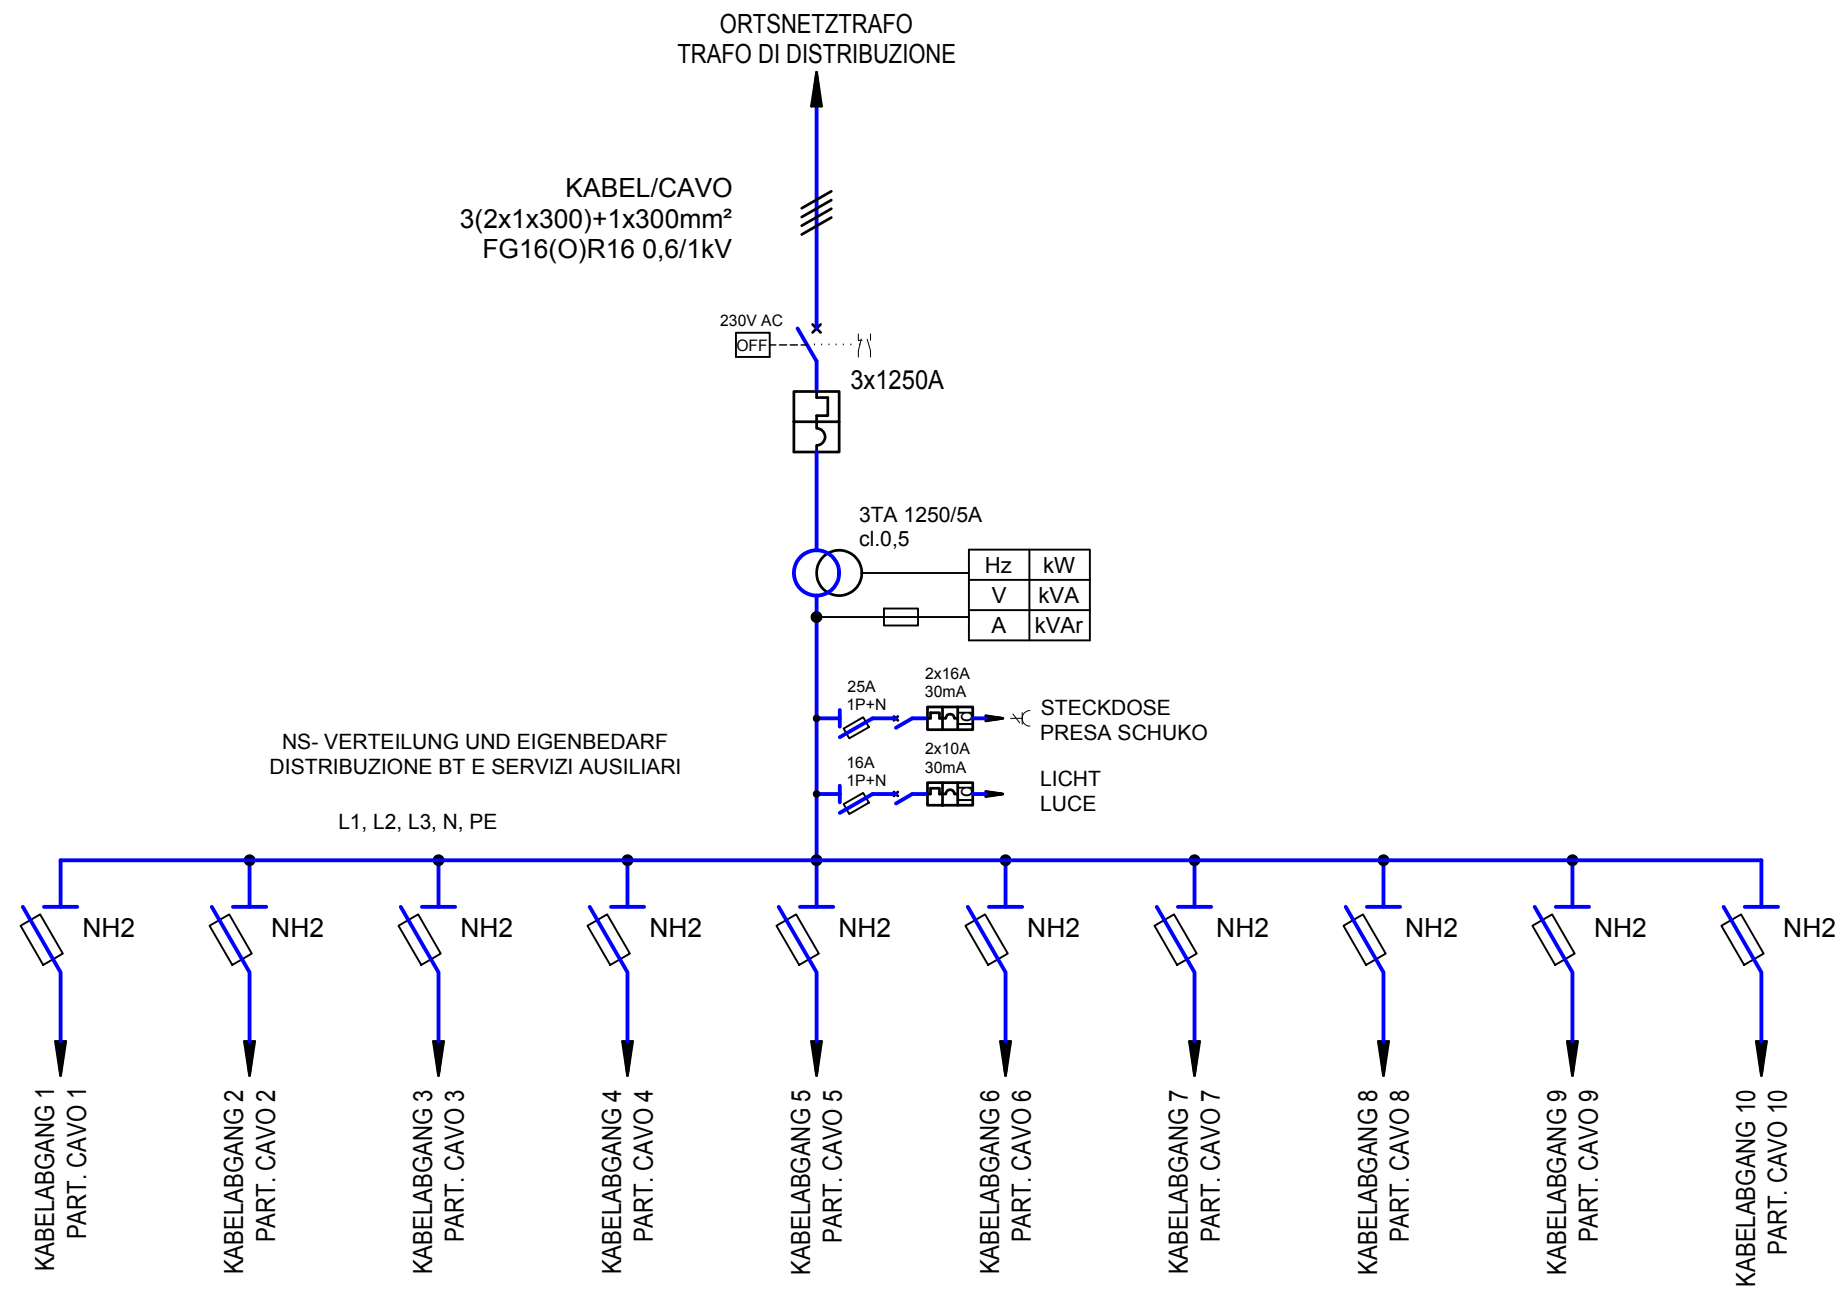 ORTSNETZTRAFO
TRAFO DI DISTRIBUZIONE
KABEL/CAVO
3(2x1x300)+1x300mm²
FG16(O)R16 0,6/1kV
230V AC
OFF
3x1250A
3TA 1250/5A
cl.0,5
Hz kW
V kVA
A kVAr
25A
1P+N
2x16A
30mA
STECKDOSE
PRESA SCHUKO
16A
1P+N
2x10A
30mA
LICHT
LUCE
NS- VERTEILUNG UND EIGENBEDARF
DISTRIBUZIONE BT E SERVIZI AUSILIARI
L1, L2, L3, N, PE
NH2
NH2
NH2
NH2
NH2
NH2
NH2
NH2
NH2
NH2
KABELABGANG 1
PART. CAVO 1
KABELABGANG 2
PART. CAVO 2
KABELABGANG 3
PART. CAVO 3
KABELABGANG 4
PART. CAVO 4
KABELABGANG 5
PART. CAVO 5
KABELABGANG 6
PART. CAVO 6
KABELABGANG 7
PART. CAVO 7
KABELABGANG 8
PART. CAVO 8
KABELABGANG 9
PART. CAVO 9
KABELABGANG 10
PART. CAVO 10